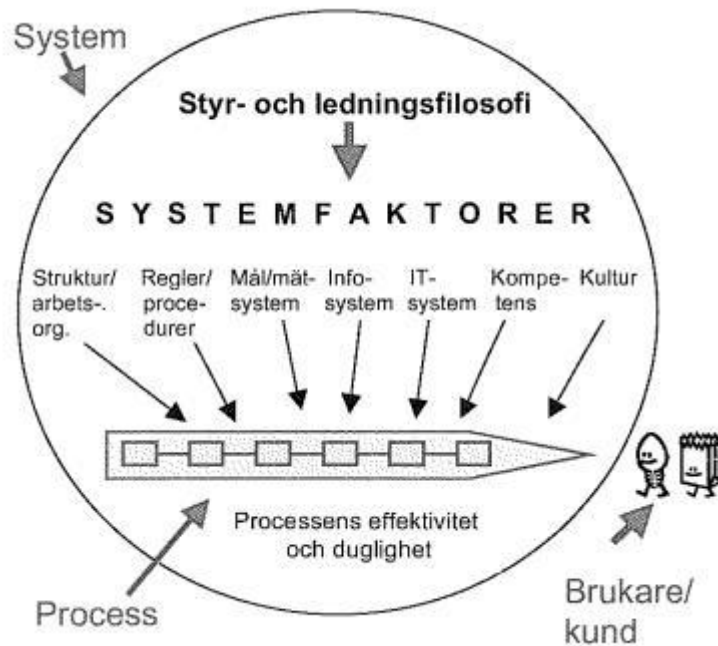 System
Styr- och ledningsfilosofi
S Y S T E M F A K T O R E R
Struktur/
arbets-.
org.
Regler/
proce-
durer
Mål/mät-
system
Info-
system
IT-
system
Kompe-
tens
Kultur
Processens effektivitet
och duglighet
Process
Brukare/
kund